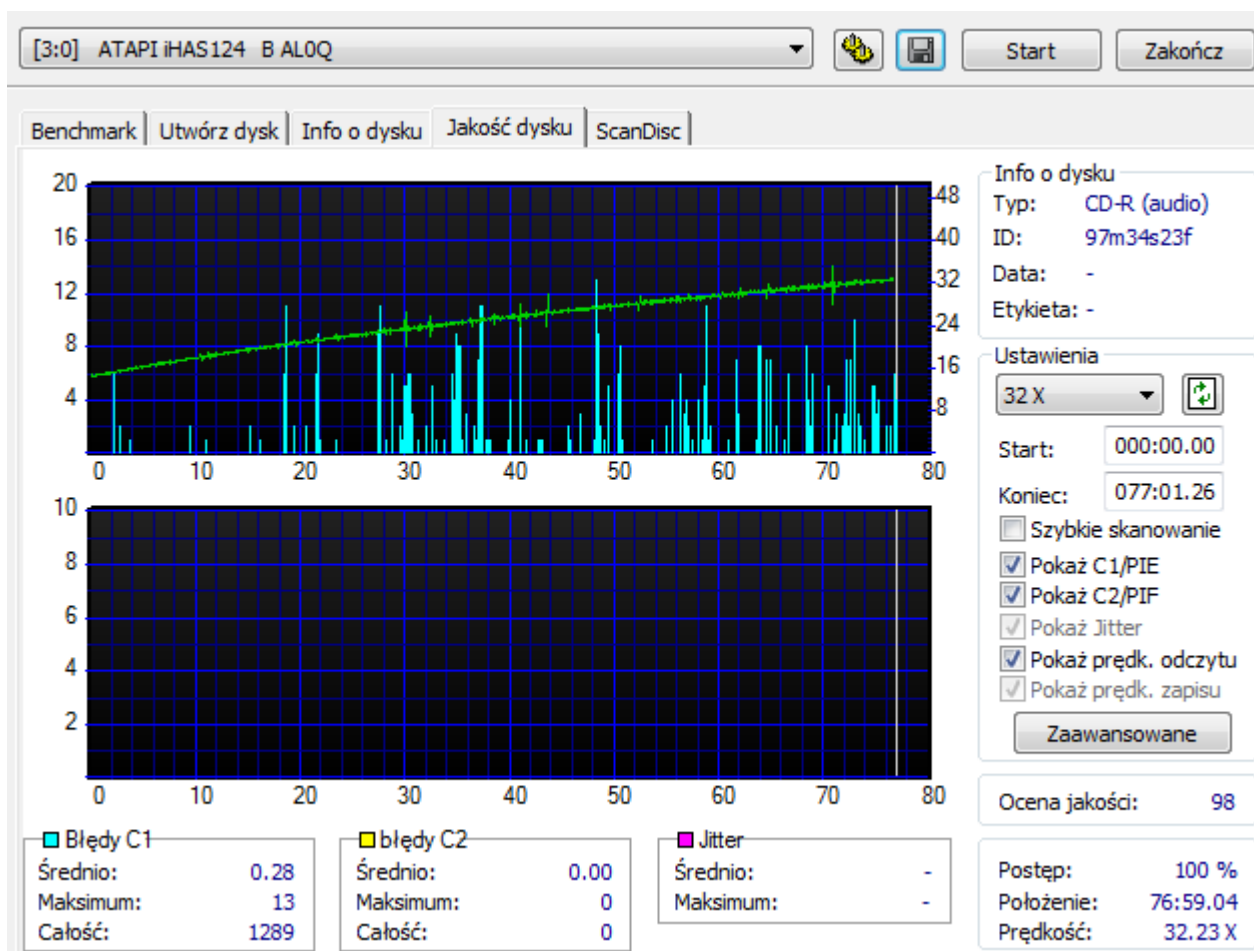 [3:0] ATAPI iHAS124 B AL0Q
Start
Zakończ
Benchmark
Utwórz dysk
Info o dysku
Jakość dysku
ScanDisc
20
16
12
8
4
48
40
32
24
16
8
0 10 20 30 40 50 60 70 80
10
8
6
4
2
0 10 20 30 40 50 60 70 80
Info o dysku
Typ: CD-R (audio)
ID: 97m34s23f
Data: -
Etykieta: -
Ustawienia
32 X
Start: 000:00.00
Koniec: 077:01.26
Szybkie skanowanie
Pokaż C1/PIE
Pokaż C2/PIF
Pokaż Jitter
Pokaż prędk. odczytu
Pokaż prędk. zapisu
Zaawansowane
Ocena jakości: 98
Błędy C1
Średnio: 0.28
Maksimum: 13
Całość: 1289
błędy C2
Średnio: 0.00
Maksimum: 0
Całość: 0
Jitter
Średnio: -
Maksimum: -
Postęp: 100 %
Położenie: 76:59.04
Prędkość: 32.23 X